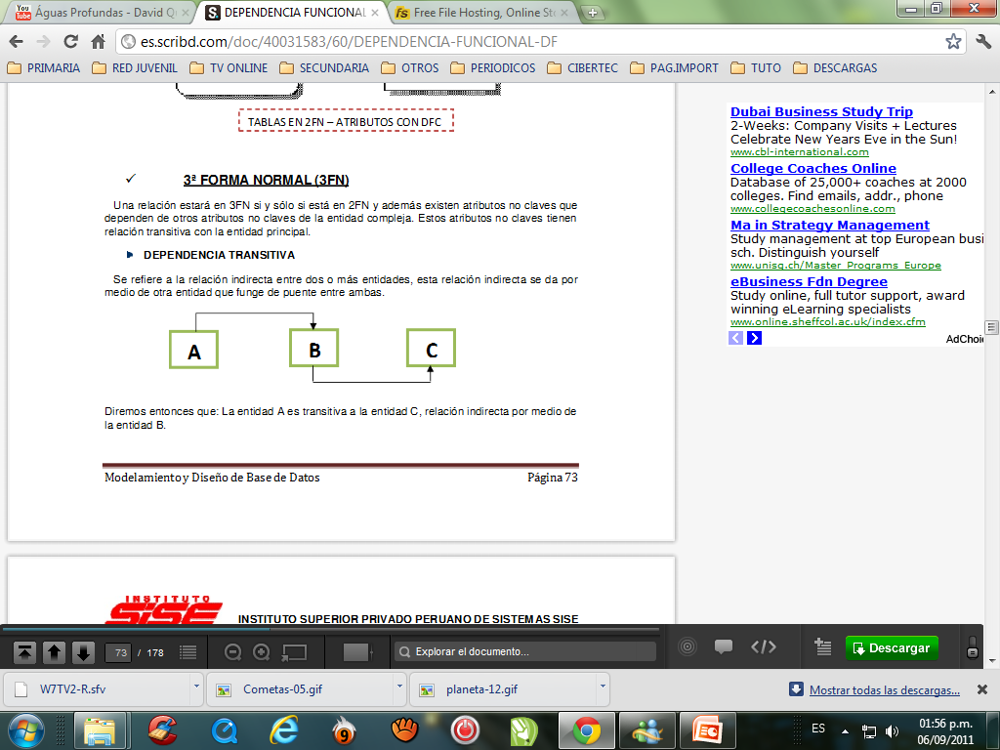 You Tube Águas Profundas - David Qu
DEPENDENCIA FUNCIONAL
Free File Hosting, Online Sto
es.scribd.com/doc/40031583/60/DEPENDENCIA-FUNCIONAL-DF
PRIMARIA RED JUVENIL TV ONLINE SECUNDARIA OTROS PERIODICOS CIBERTEC PAG.IMPORT TUTO DESCARGAS
TABLAS EN 2FN – ATRIBUTOS CON DFC
3ª FORMA NORMAL (3FN)
Una relación estará en 3FN si y sólo si está en 2FN y además existen atributos no claves que
dependen de otros atributos no claves de la entidad compleja. Estos atributos no claves tienen
relación transitiva con la entidad principal.
DEPENDENCIA TRANSITIVA
Se refiere a la relación indirecta entre dos o más entidades, esta relación indirecta se da por
medio de otra entidad que funge de puente entre ambas.
A B C
Diremos entonces que: La entidad A es transitiva a la entidad C, relación indirecta por medio de
la entidad B.
Modelamiento y Diseño de Base de Datos Página 73
INSTITUTO
SISE
INSTITUTO SUPERIOR PRIVADO PERUANO DE SISTEMAS SISE
Dubai Business Study Trip
2-Weeks: Company Visits + Lectures
Celebrate New Years Eve in the Sun!
www.cbl-international.com
College Coaches Online
Database of 25,000+ coaches at 2000
colleges. Find emails, addr., phone
www.collegecoachesonline.com
Ma in Strategy Management
Study management at top European busi
sch. Distinguish yourself
www.unisg.ch/Master_Programs_Europe
eBusiness Fdn Degree
Study online, full tutor support, award
winning eLearning specialists
www.online.sheffcol.ac.uk/index.cfm
AdChoi
73 / 178
Explorar el documento...
Descargar
W7TV2-R.sfv
Cometas-05.gif
planeta-12.gif
Mostrar todas las descargas...
ES
01:56 p.m.
06/09/2011